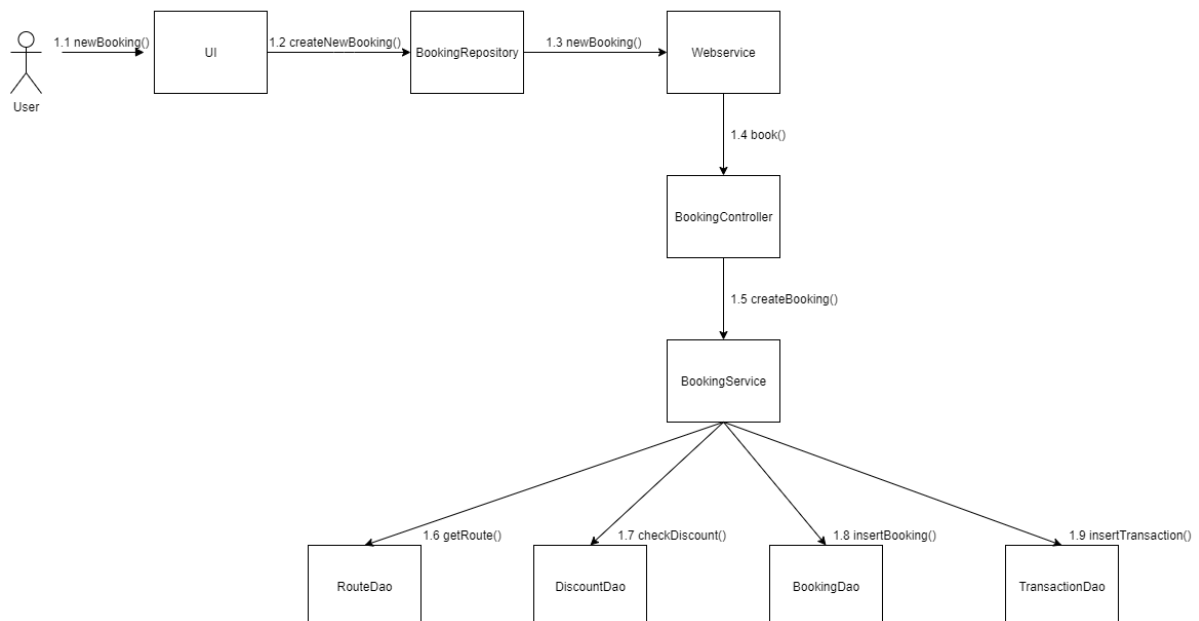 1.1 newBooking()
UI
1.2 createNewBooking()
BookingRepository
1.3 newBooking()
Webservice
User
1.4 book()
BookingController
1.5 createBooking()
BookingService
1.6 getRoute()
1.7 checkDiscount()
1.8 insertBooking()
1.9 insertTransaction()
RouteDao
DiscountDao
BookingDao
TransactionDao